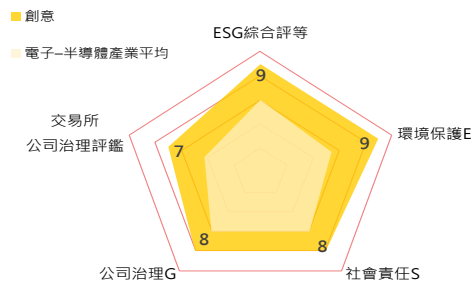 創意
電子–半導體產業平均
ESG綜合評等
9
環境保護E
9
社會責任S
8
公司治理G
8
交易所
公司治理評鑑
7